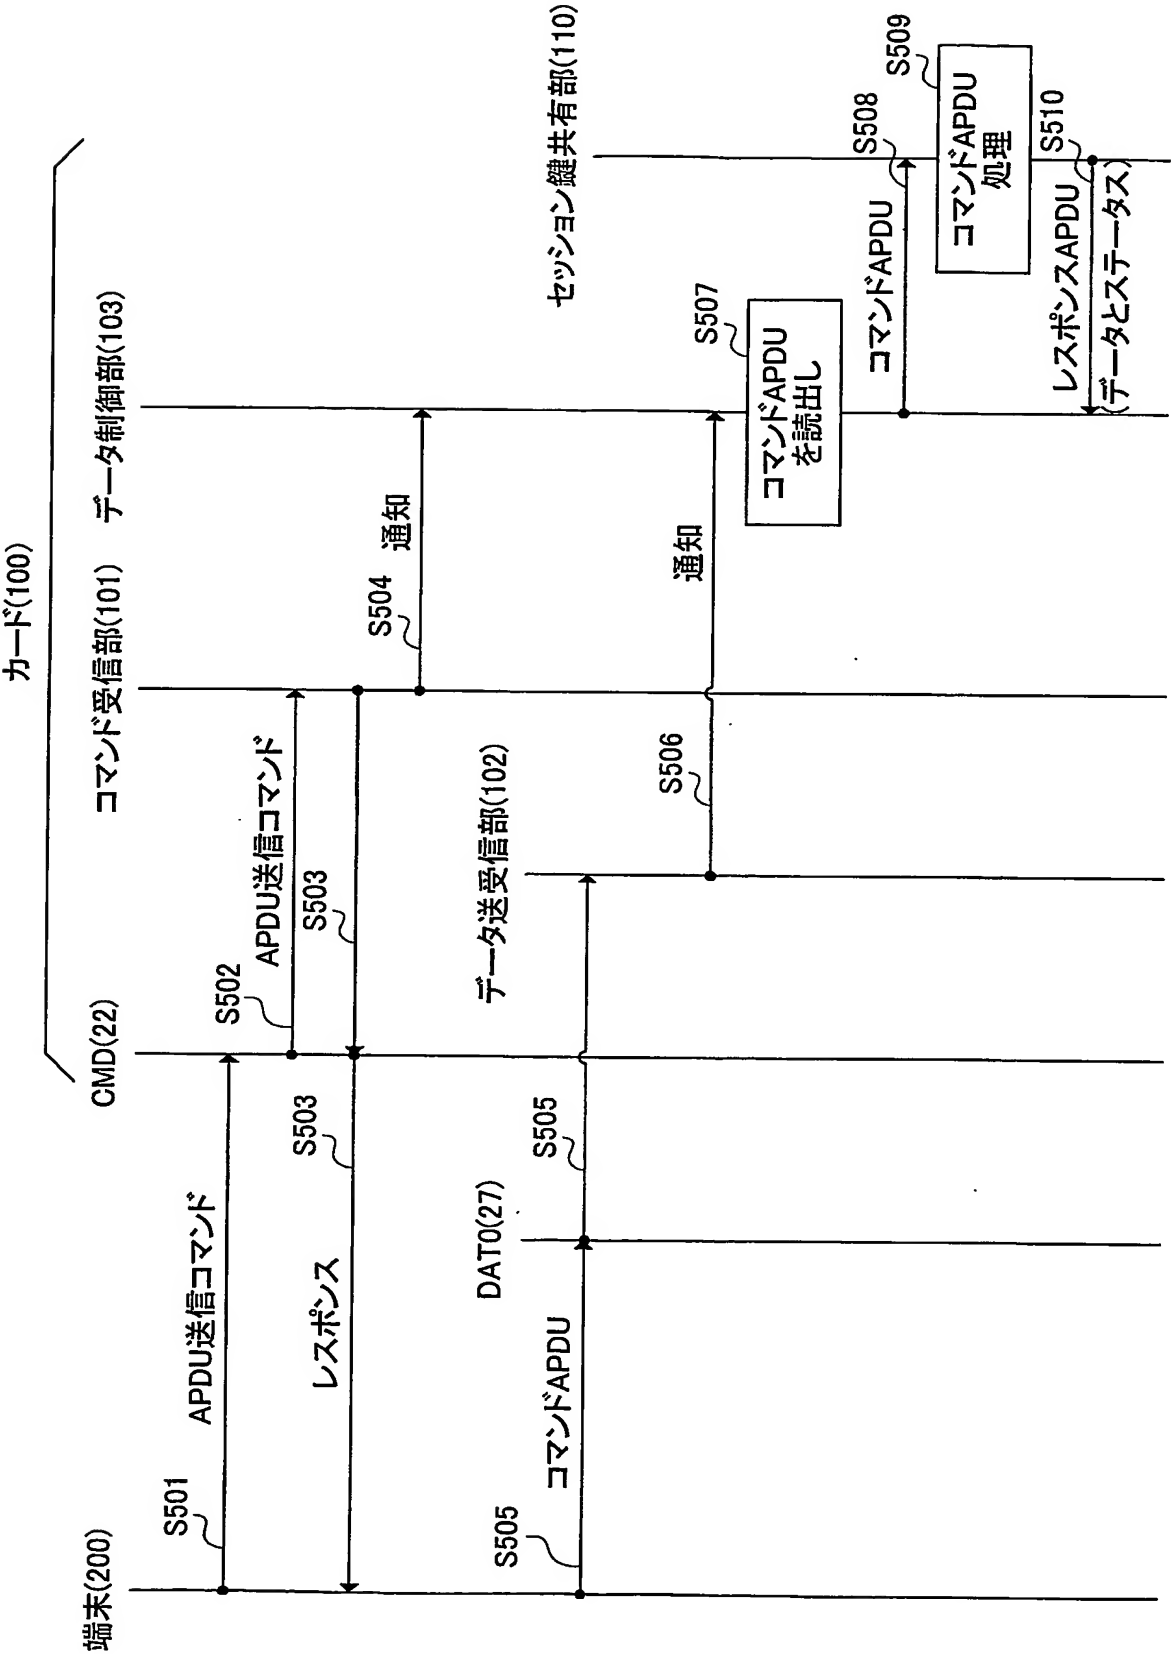 カード(100)
端末(200)
CMD(22)
コマンド受信部(101)
データ制御部(103)
S501
APDU送信コマンド
S502
APDU送信コマンド
レスポンス
S503
S503
S504
通知
DAT0(27)
データ送受信部(102)
セッション鍵共有部(110)
S505
コマンドAPDU
S505
S506
通知
S507
コマンドAPDU
を読出し
コマンドAPDU
S508
S509
コマンドAPDU
処理
レスポンスAPDU
(データとステータス)
S510